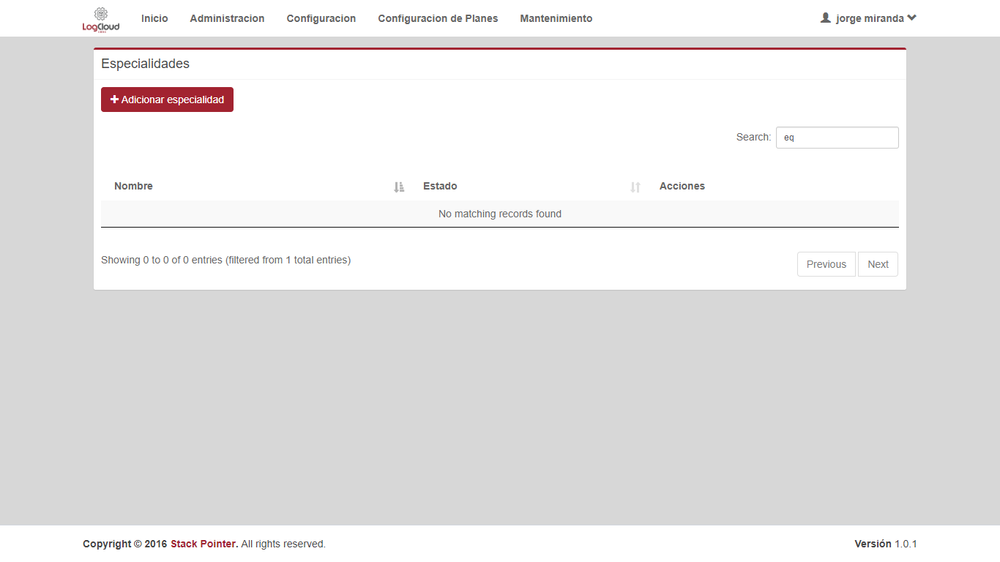 LogCloud
Inicio Administracion Configuracion Configuracion de Planes Mantenimiento jorge miranda
Especialidades
Adicionar especialidad
Search: eq
Nombre Estado Acciones
No matching records found
Showing 0 to 0 of 0 entries (filtered from 1 total entries) Previous Next
Copyright © 2016 Stack Pointer. All rights reserved. Versión 1.0.1